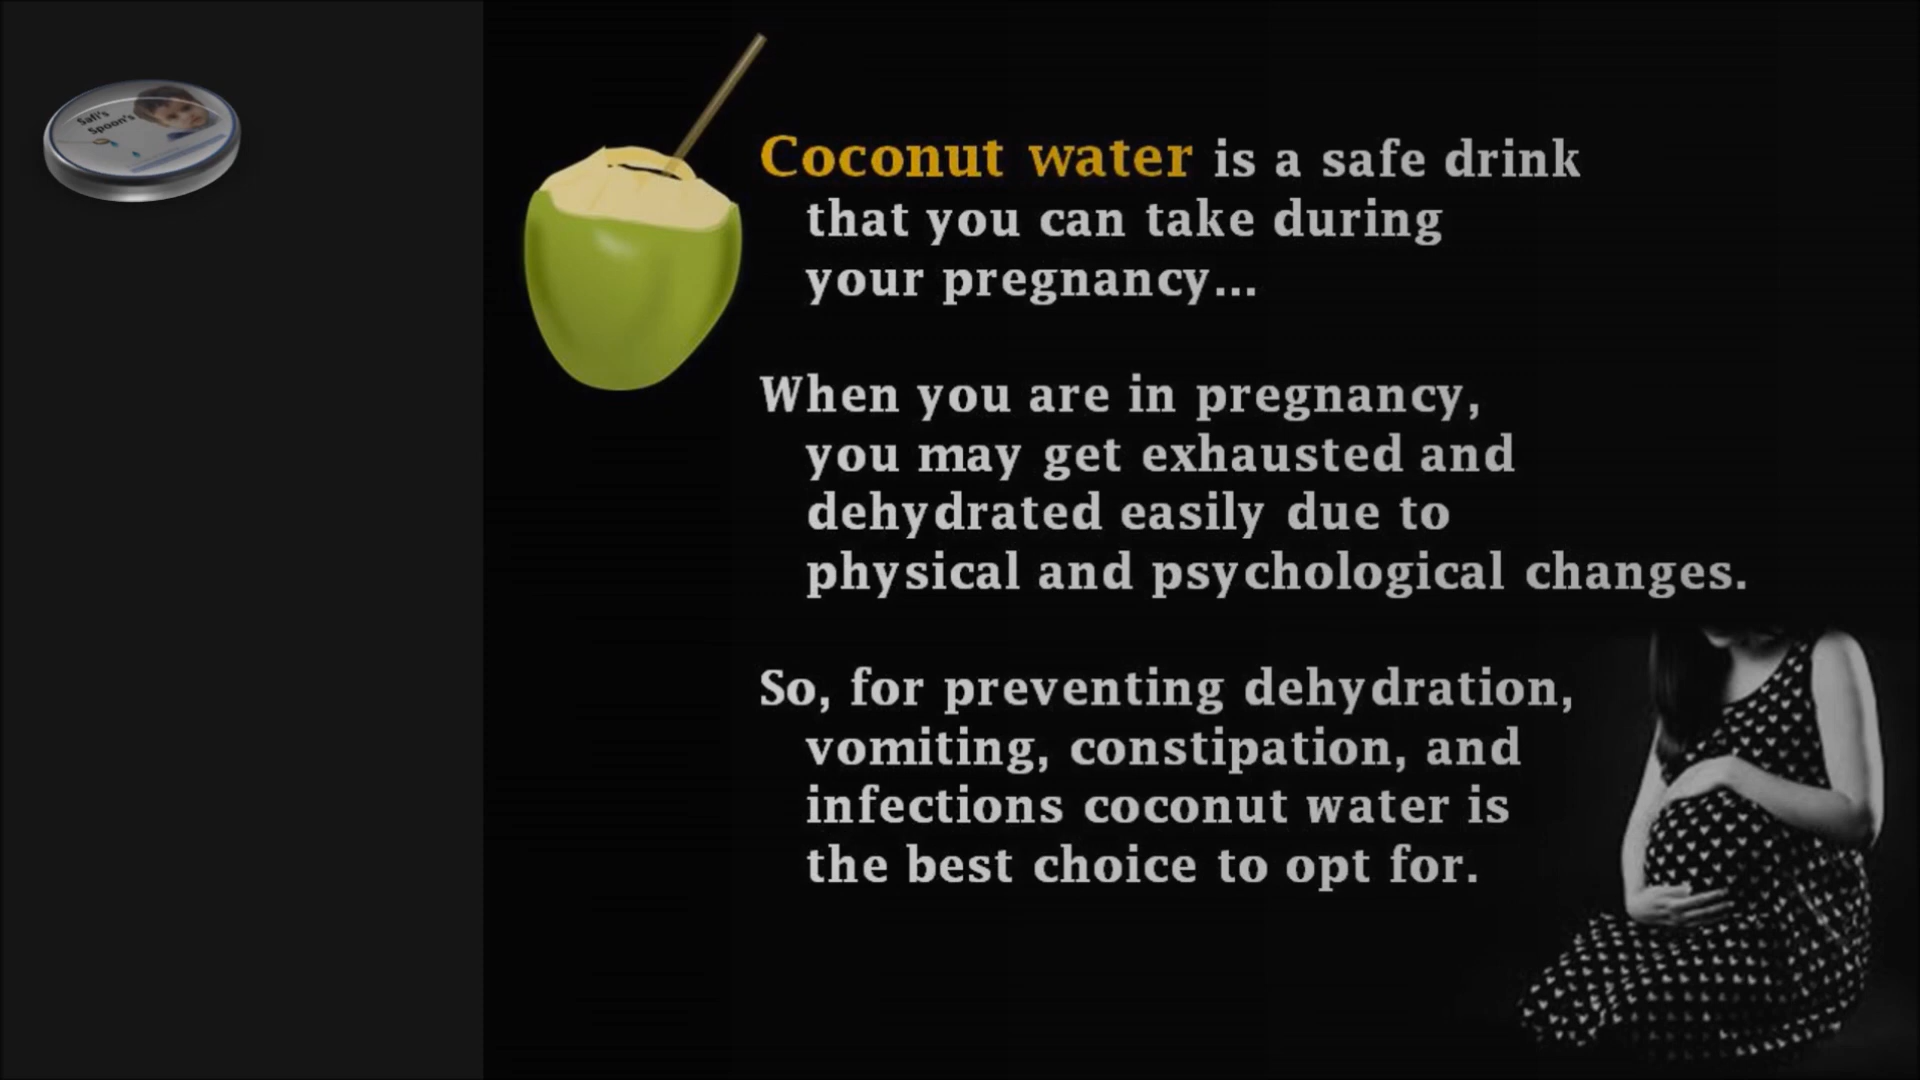 Safi's
Spoon's
Coconut water is a safe drink
that you can take during
your pregnancy...
When you are in pregnancy,
you may get exhausted and
dehydrated easily due to
physical and psychological changes.
So, for preventing dehydration,
vomiting, constipation, and
infections coconut water is
the best choice to opt for.